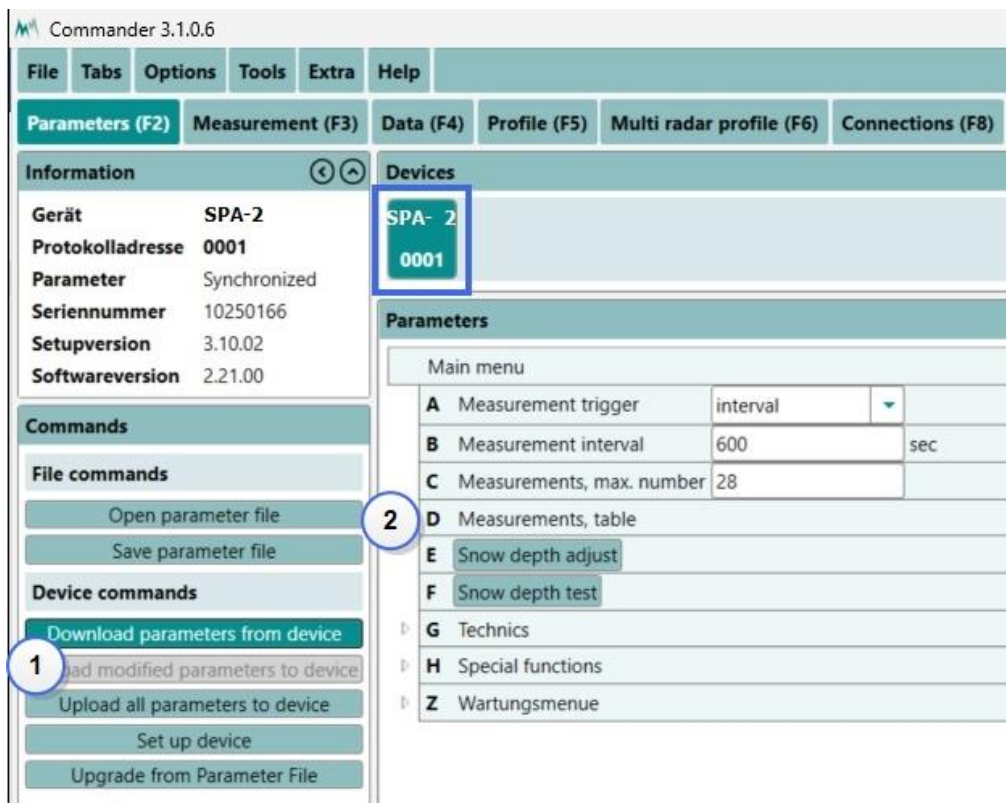 Commander 3.1.0.6
File Tabs Options Tools Extra Help
Parameters (F2) Measurement (F3) Data (F4) Profile (F5) Multi radar profile (F6) Connections (F8)
Information
Gerät SPA-2
Protokolladresse 0001
Parameter Synchronized
Seriennummer 10250166
Setupversion 3.10.02
Softwareversion 2.21.00
Commands
File commands
Open parameter file
Save parameter file
Device commands
Download parameters from device
1
modified parameters to device
Upload all parameters to device
Set up device
Upgrade from Parameter File
Devices
SPA- 2
0001
Parameters
Main menu
A Measurement trigger interval
B Measurement interval 600 sec
C Measurements, max. number 28
2
D Measurements, table
E Snow depth adjust
F Snow depth test
G Technics
H Special functions
Z Wartungsmenue